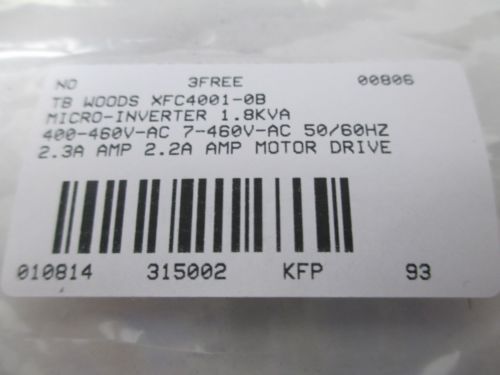 NO 3FREE 00806
TB WOODS XFC4001-0B
MICRO-INVERTER 1.8KVA
400-460V-AC 7-460V-AC 50/60HZ
2.3A AMP 2.2A AMP MOTOR DRIVE
010814 315002 KFP 93